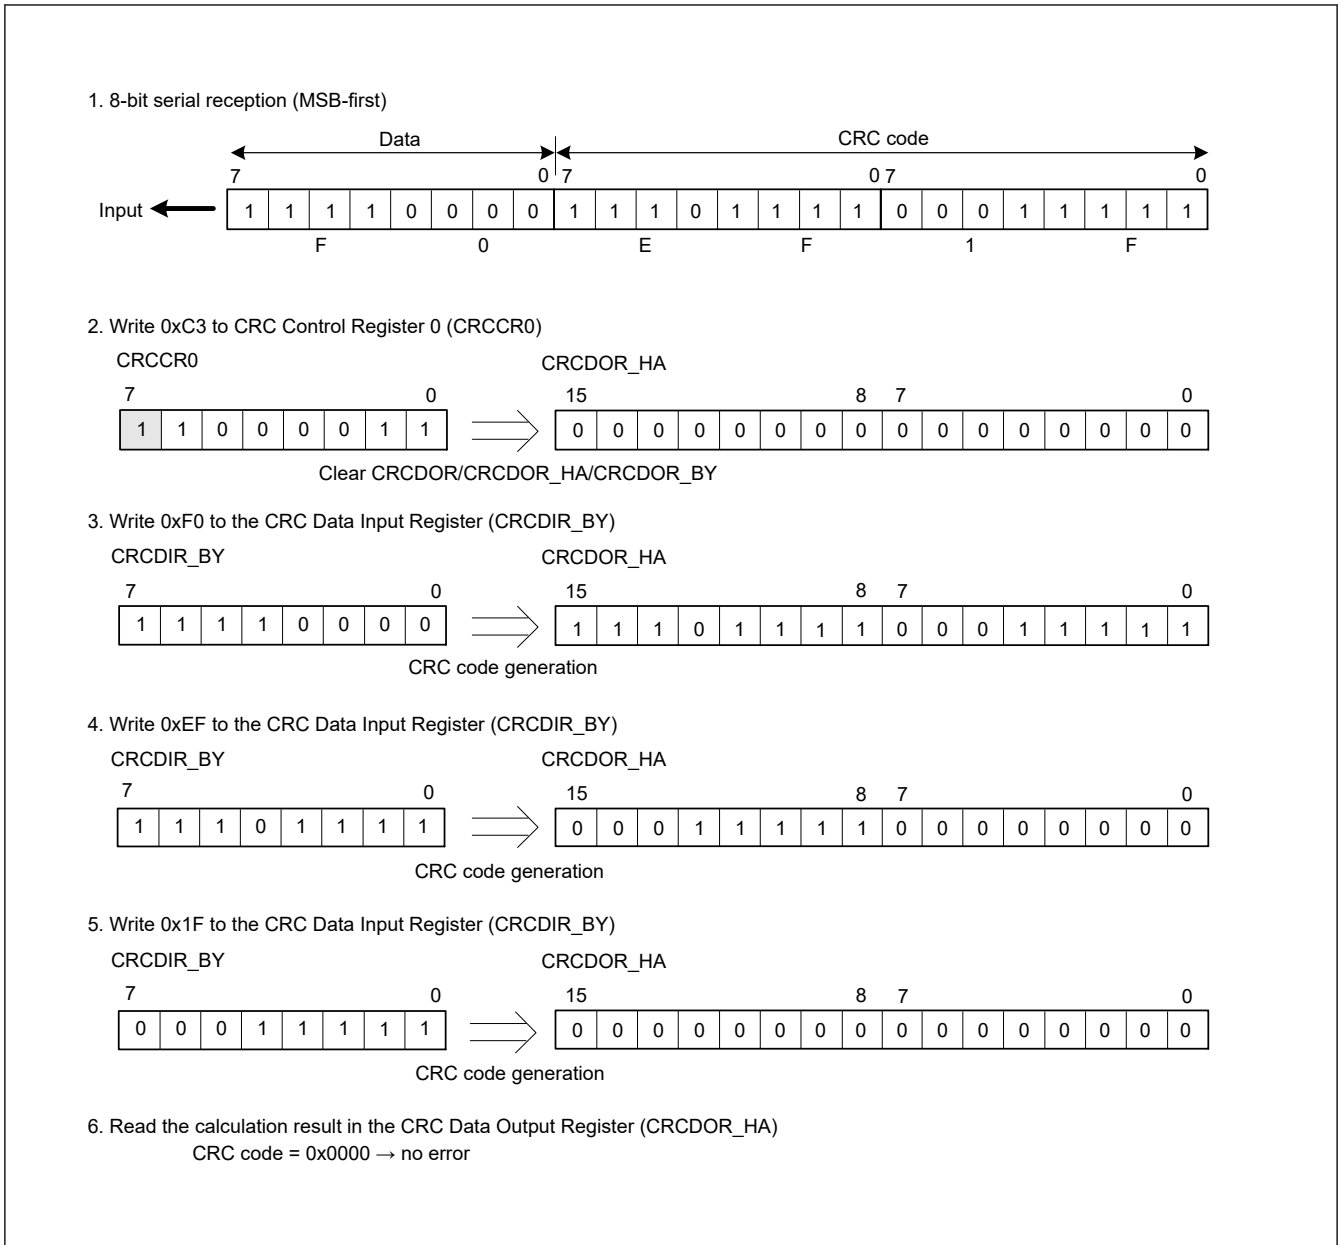 1. 8-bit serial reception (MSB-first)
Data CRC code
7 0 7 0 7 0
Input 1 1 1 1 0 0 0 0 1 1 1 0 1 1 1 1 0 0 0 1 1 1 1 1
F 0 E F 1 F
2. Write 0xC3 to CRC Control Register 0 (CRCCR0)
CRCCR0 CRCDOR_HA
7 0 15 8 7 0
1 1 0 0 0 0 1 1 0 0 0 0 0 0 0 0 0 0 0 0 0 0 0 0
Clear CRCDOR/CRCDOR_HA/CRCDOR_BY
3. Write 0xF0 to the CRC Data Input Register (CRCDIR_BY)
CRCDIR_BY CRCDOR_HA
7 0 15 8 7 0
1 1 1 1 0 0 0 0 1 1 1 0 1 1 1 1 0 0 0 1 1 1 1 1
CRC code generation
4. Write 0xEF to the CRC Data Input Register (CRCDIR_BY)
CRCDIR_BY CRCDOR_HA
7 0 15 8 7 0
1 1 1 0 1 1 1 1 0 0 0 1 1 1 1 1 0 0 0 0 0 0 0 0
CRC code generation
5. Write 0x1F to the CRC Data Input Register (CRCDIR_BY)
CRCDIR_BY CRCDOR_HA
7 0 15 8 7 0
0 0 0 1 1 1 1 1 0 0 0 0 0 0 0 0 0 0 0 0 0 0 0 0
CRC code generation
6. Read the calculation result in the CRC Data Output Register (CRCDOR_HA)
CRC code = 0x0000 → no error